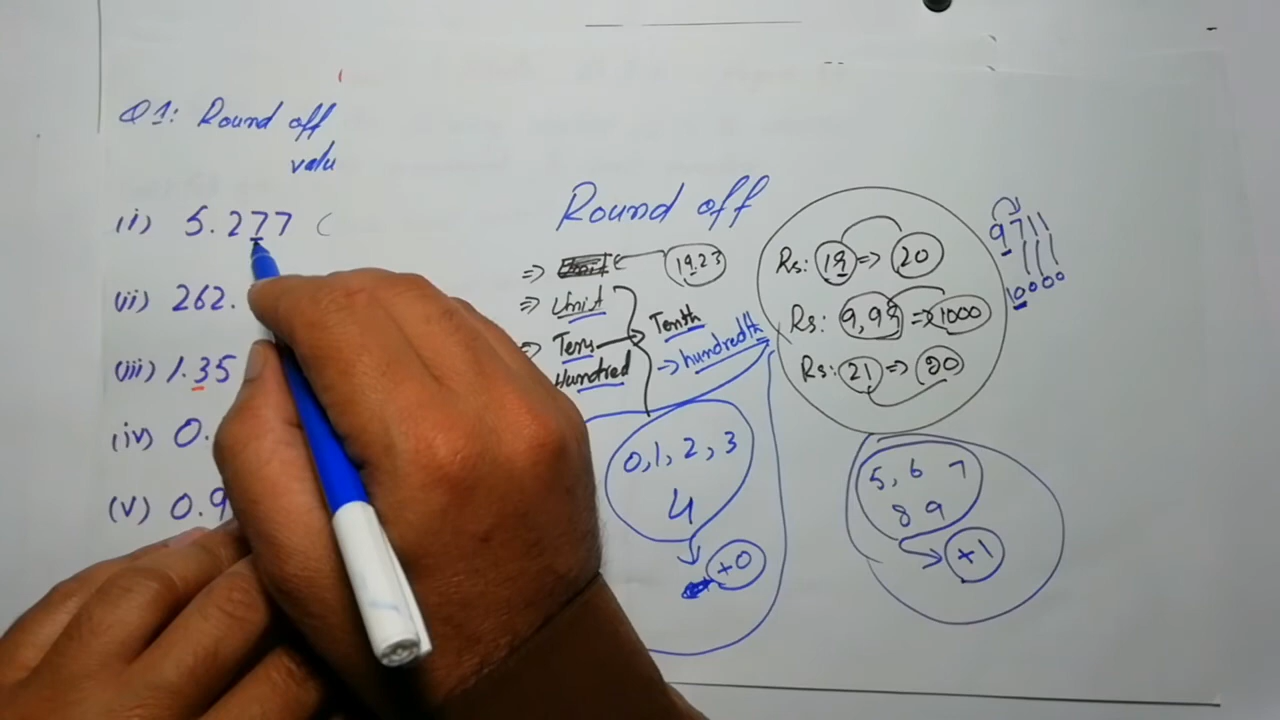 Q1: Round off
valu
(i) 5.277 (
(ii) 262.
(iii) 1.35
(iv) 0.
(v) 0.9
Round off
⇒ 19.23
⇒ Unit
⇒ Tens
Hundred
Tenth
→ hundredth
0, 1, 2, 3
4
+0
Rs: 19 ⇒ 20
Rs: 9,99 ⇒ 1000
Rs: 21 ⇒ 20
9711
10000
5, 6 7
8 9
+1